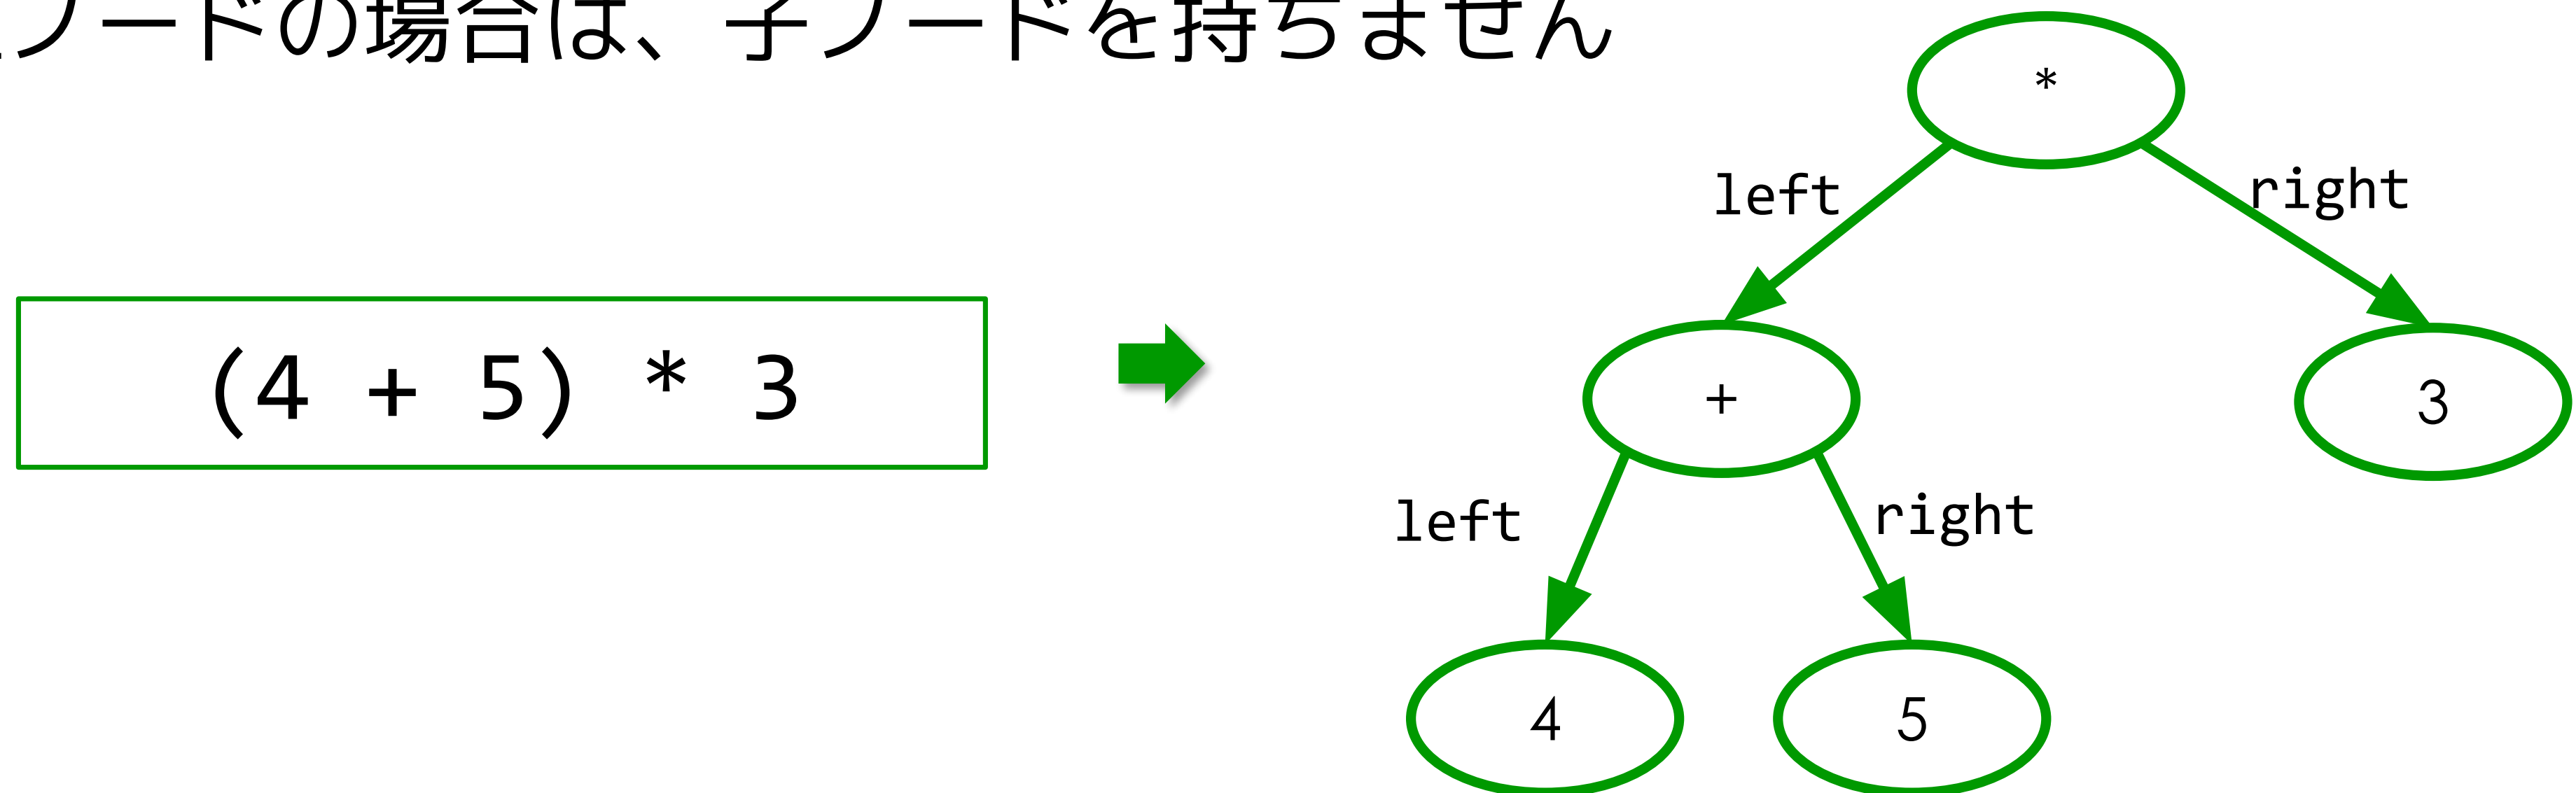 ノードの場合は、子ノードを持ちません
*
left
right
(4 + 5) * 3
+
3
left
right
4
5